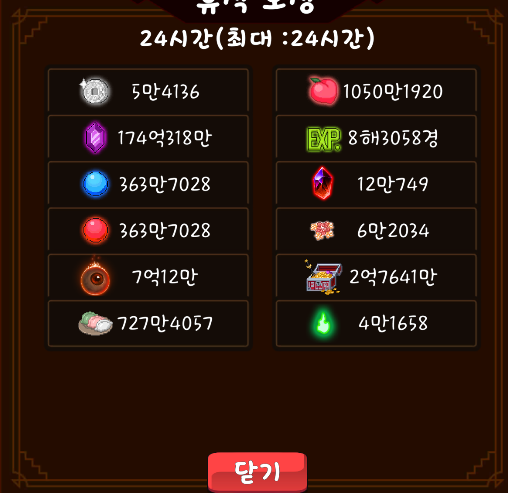 휴식 보상
24시간(최대 :24시간)
5만4136
1050만1920
174억318만
EXP. 8해3058경
363만7028
12만749
363만7028
6만2034
7억12만
2억7641만
727만4057
4만1658
닫기